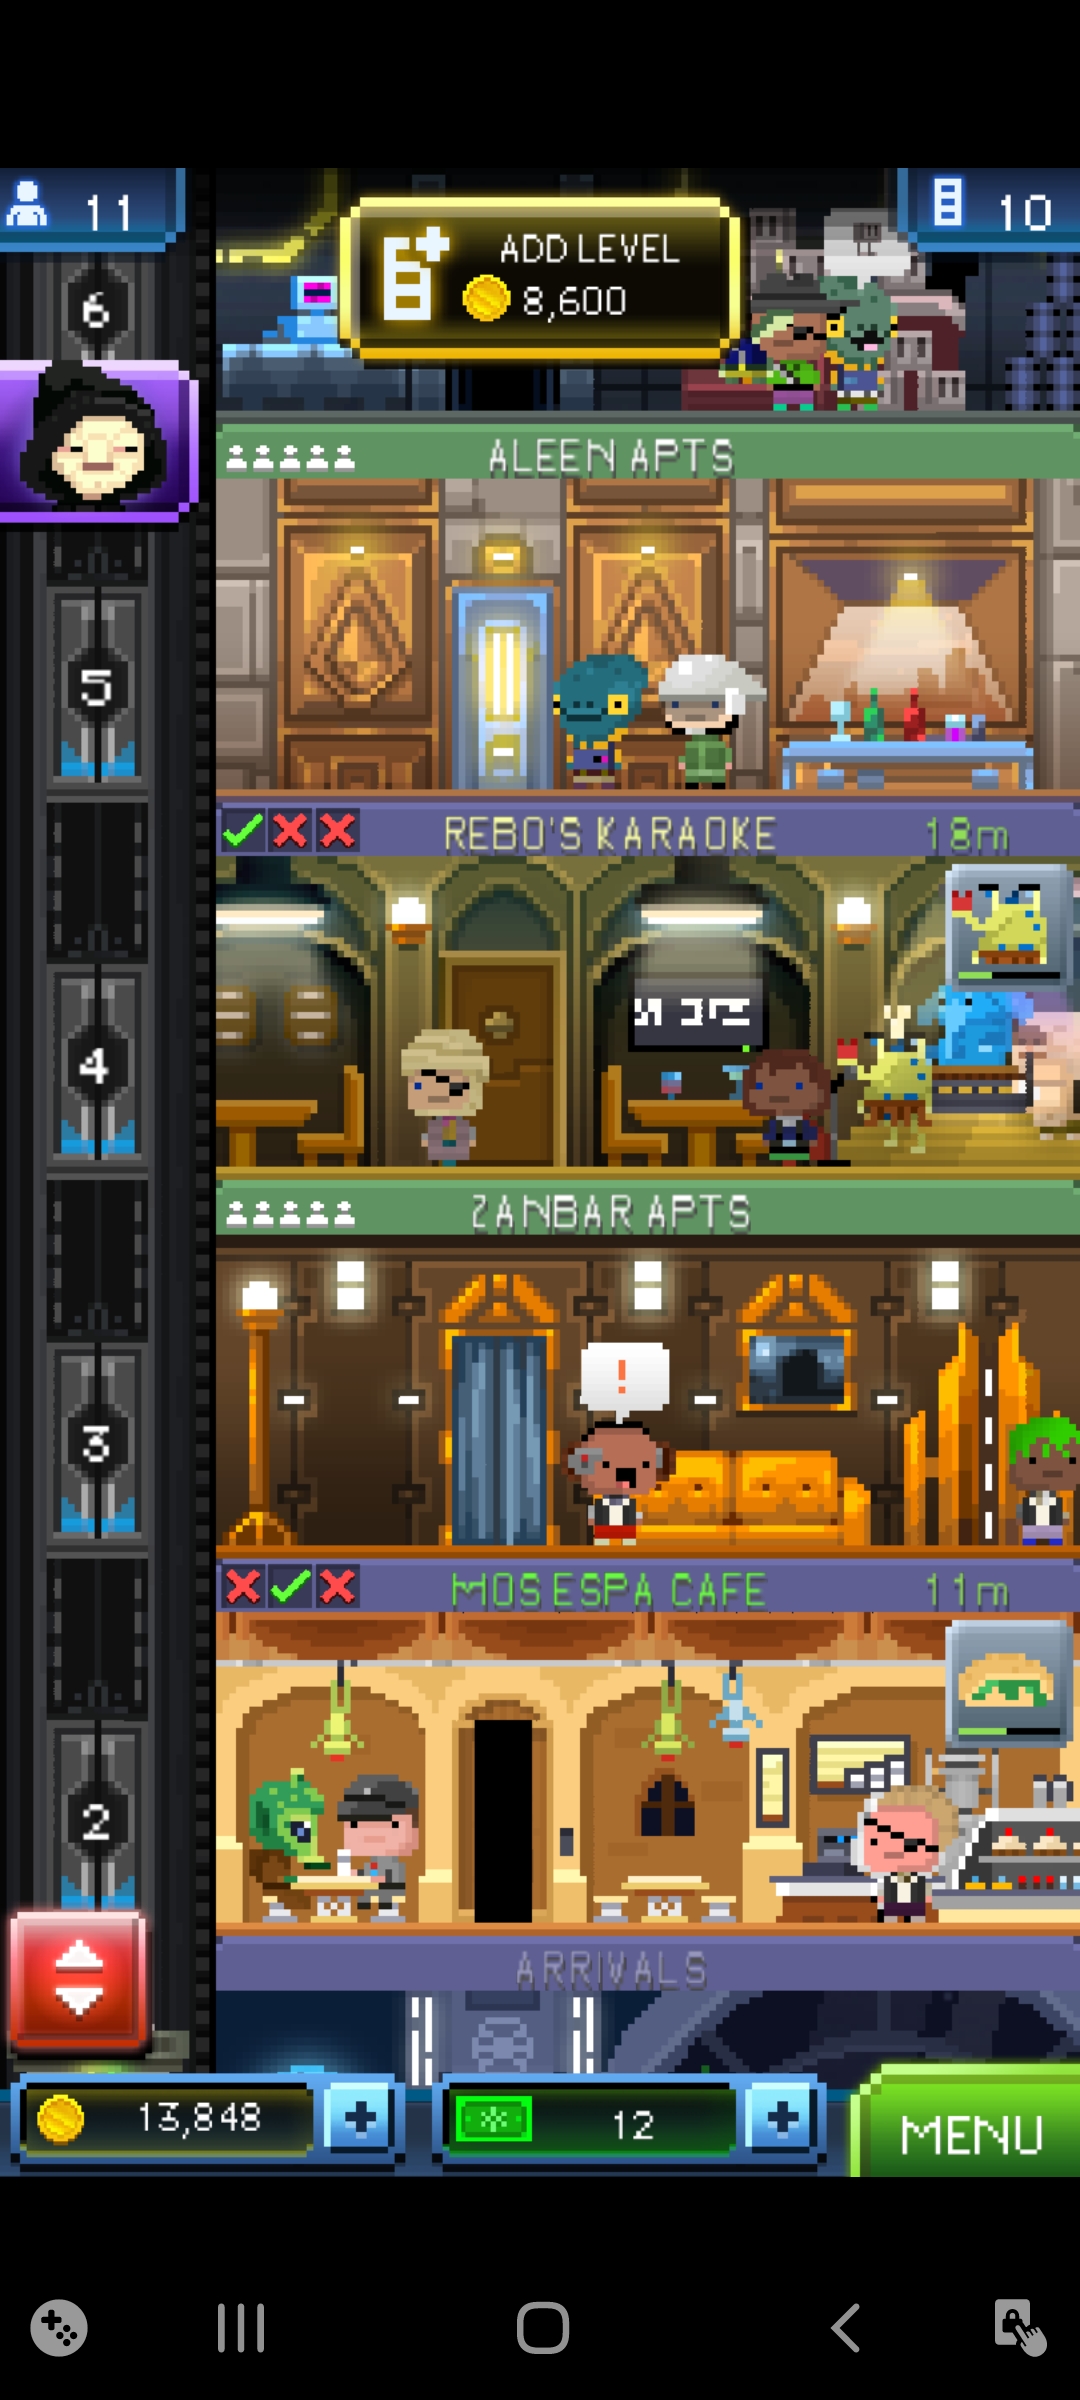 11
ADD LEVEL
8,600
10
6
ALEEN APTS
5
REBO'S KARAOKE
18m
4
ZANBAR APTS
!
3
MOS ESPA CAFE
11m
2
ARRIVALS
13,848
12
MENU